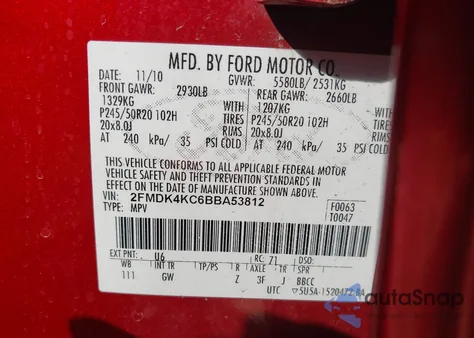 MFD. BY FORD MOTOR CO.
DATE: 11/10 GVWR: 5580LB/ 2531KG
FRONT GAWR: 2930LB REAR GAWR: 2660LB
1329KG WITH 1207KG WITH
P245/50R20 102H TIRES P245/50R20 102H TIRES
20x8.0J RIMS 20x8.0J RIMS
AT 240 kPa/ 35 PSI COLD AT 240 kPa/ 35 PSI COLD
THIS VEHICLE CONFORMS TO ALL APPLICABLE FEDERAL MOTOR
VEHICLE SAFETY AND THEFT PREVENTION STANDARDS IN
EFFECT ON THE DATE OF MANUFACTURE SHOWN ABOVE.
VIN: 2FMDK4KC6BBA53812 F0063
TYPE: MPV T0047
EXT PNT: U6 RC: 71 DSO:
WB INT TR TP/PS R AXLE TR SPR
111 GW Z 3F J BBCC
UTC
autoSnap